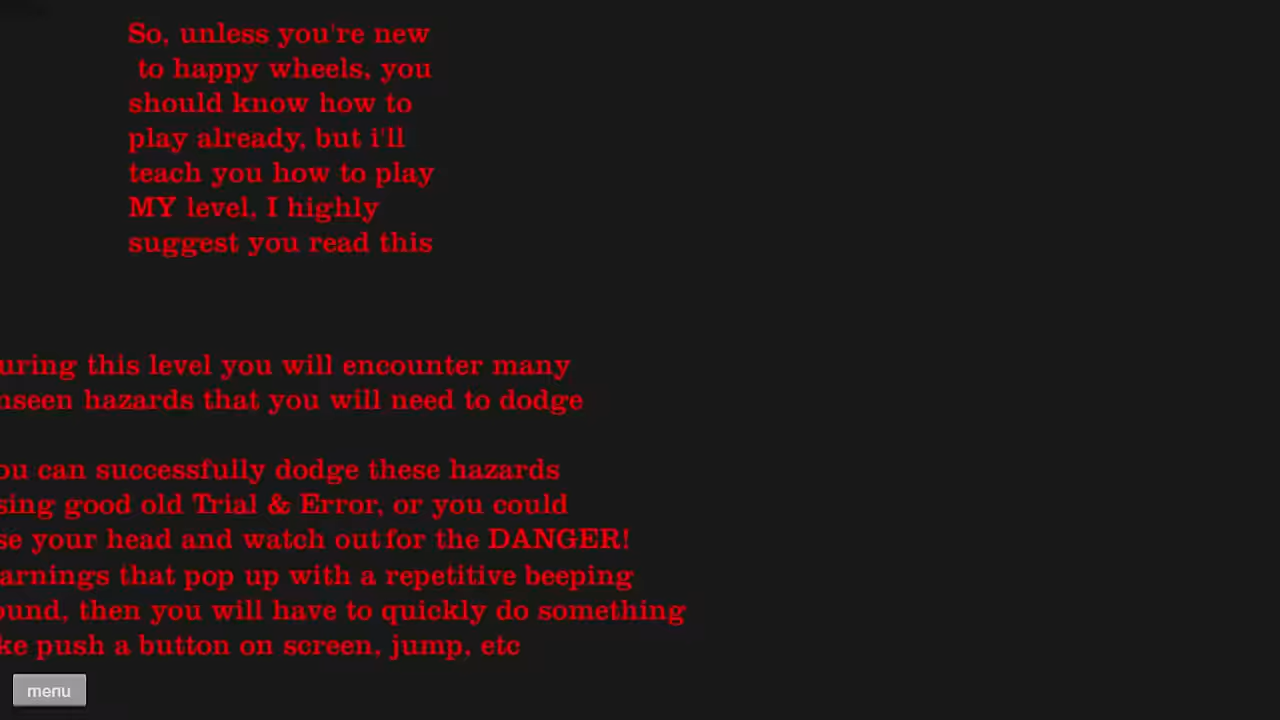 So, unless you're new
to happy wheels, you
should know how to
play already, but i'll
teach you how to play
MY level, I highly
suggest you read this
uring this level you will encounter many
nseen hazards that you will need to dodge
ou can successfully dodge these hazards
sing good old Trial & Error, or you could
se your head and watch out for the DANGER!
arnings that pop up with a repetitive beeping
ound, then you will have to quickly do something
ke push a button on screen, jump, etc
menu